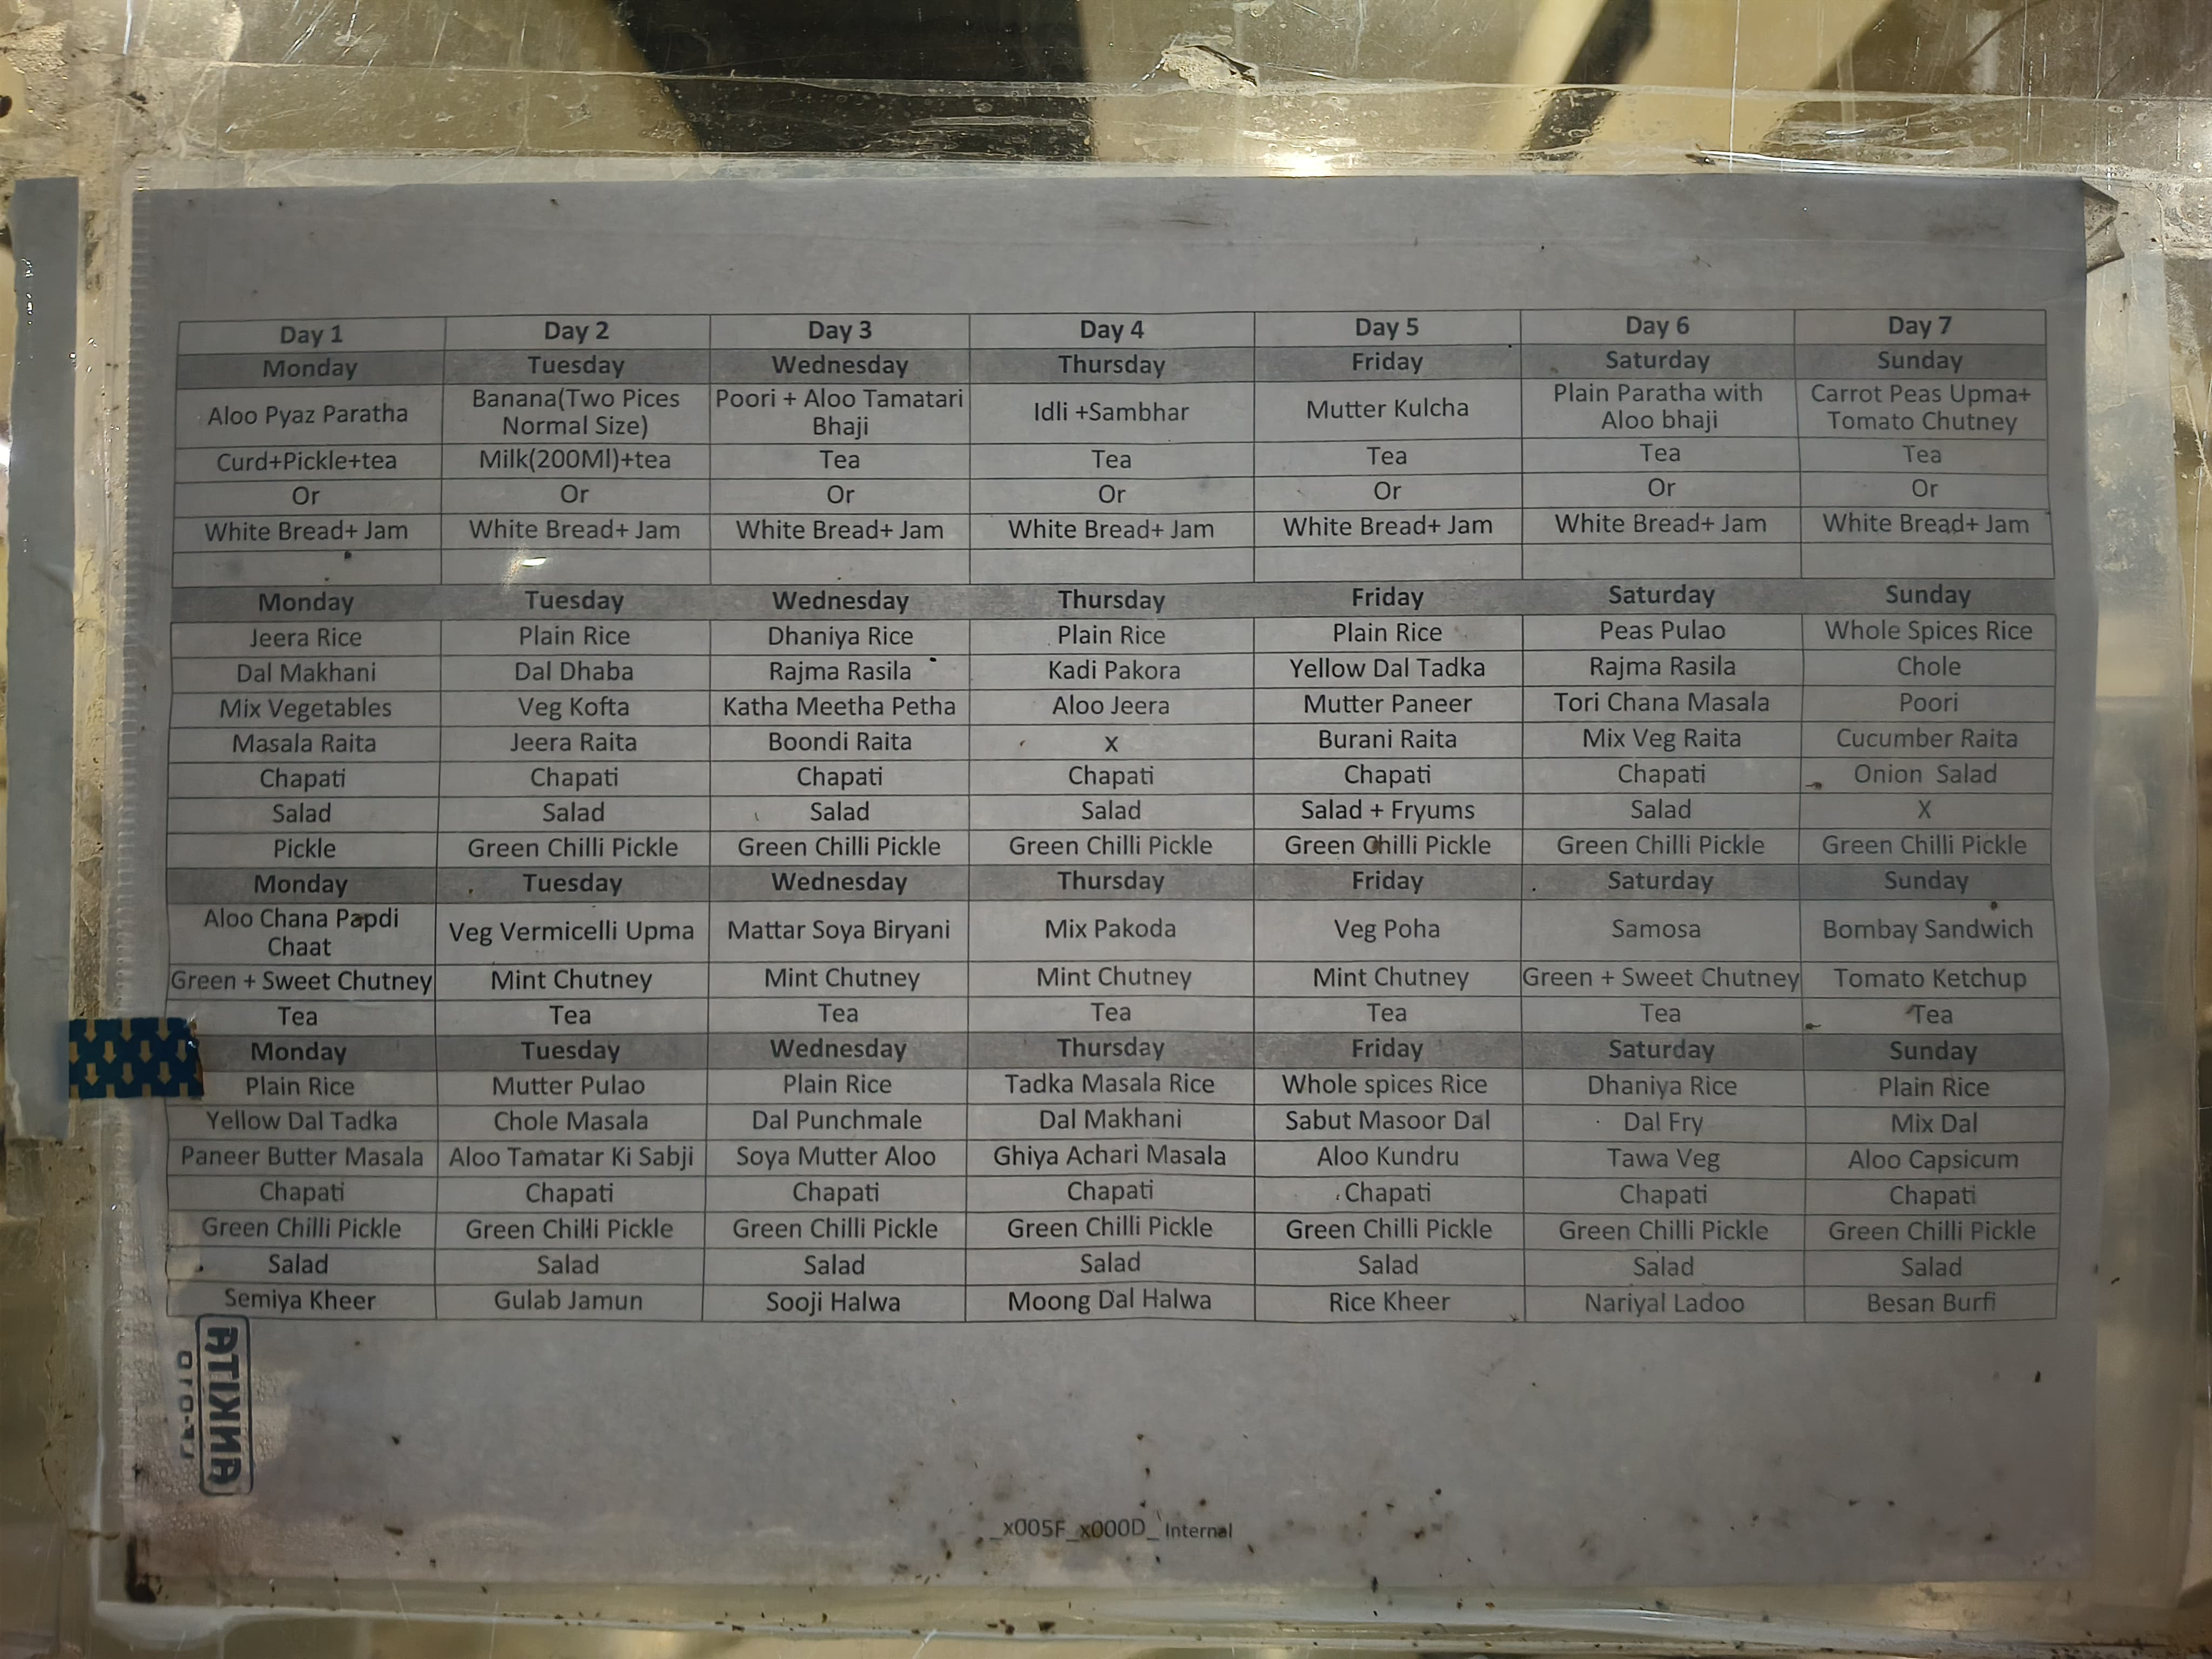 Day 1 Day 2 Day 3 Day 4 Day 5 Day 6 Day 7
Monday Tuesday Wednesday Thursday Friday Saturday Sunday
Aloo Pyaz Paratha Banana(Two Pices Normal Size) Poori + Aloo Tamatari Bhaji Idli +Sambhar Mutter Kulcha Plain Paratha with Aloo bhaji Carrot Peas Upma+ Tomato Chutney
Curd+Pickle+tea Milk(200Ml)+tea Tea Tea Tea Tea Tea
Or Or Or Or Or Or Or
White Bread+ Jam White Bread+ Jam White Bread+ Jam White Bread+ Jam White Bread+ Jam White Bread+ Jam White Bread+ Jam
Monday Tuesday Wednesday Thursday Friday Saturday Sunday
Jeera Rice Plain Rice Dhaniya Rice Plain Rice Plain Rice Peas Pulao Whole Spices Rice
Dal Makhani Dal Dhaba Rajma Rasila Kadi Pakora Yellow Dal Tadka Rajma Rasila Chole
Mix Vegetables Veg Kofta Katha Meetha Petha Aloo Jeera Mutter Paneer Tori Chana Masala Poori
Masala Raita Jeera Raita Boondi Raita x Burani Raita Mix Veg Raita Cucumber Raita
Chapati Chapati Chapati Chapati Chapati Chapati Onion Salad
Salad Salad Salad Salad Salad + Fryums Salad X
Pickle Green Chilli Pickle Green Chilli Pickle Green Chilli Pickle Green Chilli Pickle Green Chilli Pickle Green Chilli Pickle
Monday Tuesday Wednesday Thursday Friday Saturday Sunday
Aloo Chana Papdi Chaat Veg Vermicelli Upma Mattar Soya Biryani Mix Pakoda Veg Poha Samosa Bombay Sandwich
Green + Sweet Chutney Mint Chutney Mint Chutney Mint Chutney Mint Chutney Green + Sweet Chutney Tomato Ketchup
Tea Tea Tea Tea Tea Tea Tea
Monday Tuesday Wednesday Thursday Friday Saturday Sunday
Plain Rice Mutter Pulao Plain Rice Tadka Masala Rice Whole spices Rice Dhaniya Rice Plain Rice
Yellow Dal Tadka Chole Masala Dal Punchmale Dal Makhani Sabut Masoor Dal Dal Fry Mix Dal
Paneer Butter Masala Aloo Tamatar Ki Sabji Soya Mutter Aloo Ghiya Achari Masala Aloo Kundru Tawa Veg Aloo Capsicum
Chapati Chapati Chapati Chapati Chapati Chapati Chapati
Green Chilli Pickle Green Chilli Pickle Green Chilli Pickle Green Chilli Pickle Green Chilli Pickle Green Chilli Pickle Green Chilli Pickle
Salad Salad Salad Salad Salad Salad Salad
Semiya Kheer Gulab Jamun Sooji Halwa Moong Dal Halwa Rice Kheer Nariyal Ladoo Besan Burfi
ANKITA
_x005F_x000D_ Internal